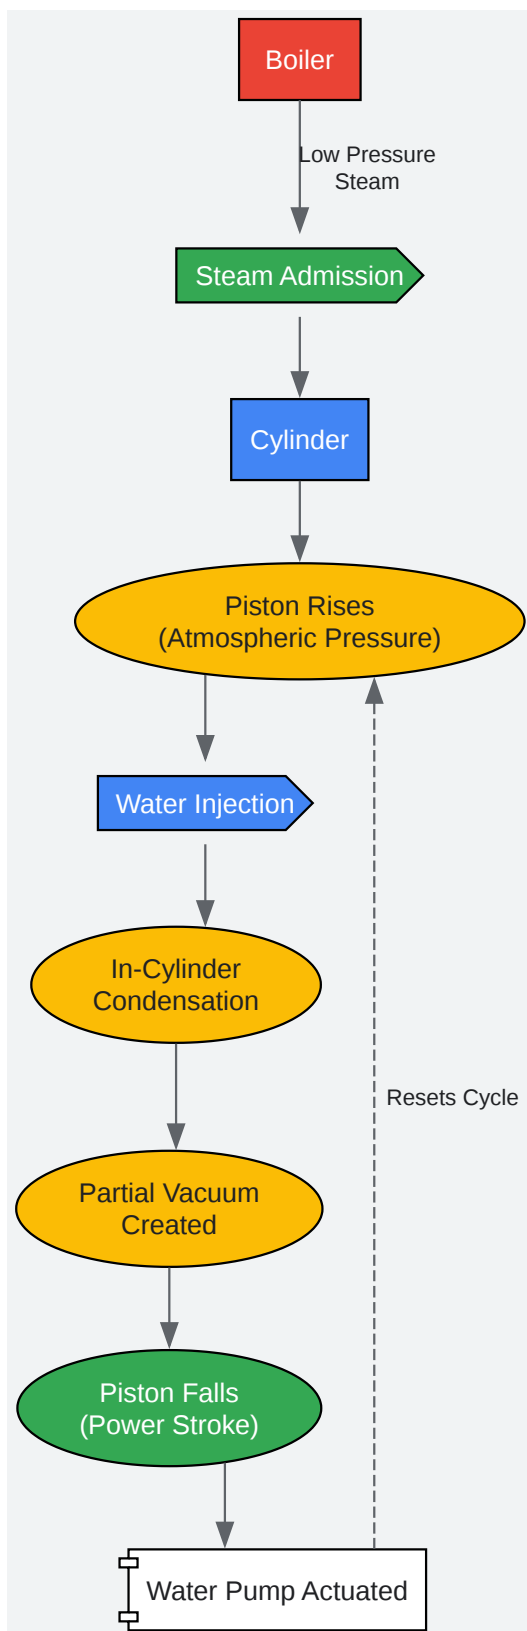 Boiler
Low Pressure
Steam
Steam Admission
Cylinder
Piston Rises
(Atmospheric Pressure)
Water Injection
In-Cylinder
Condensation
Resets Cycle
Partial Vacuum
Created
Piston Falls
(Power Stroke)
Water Pump Actuated